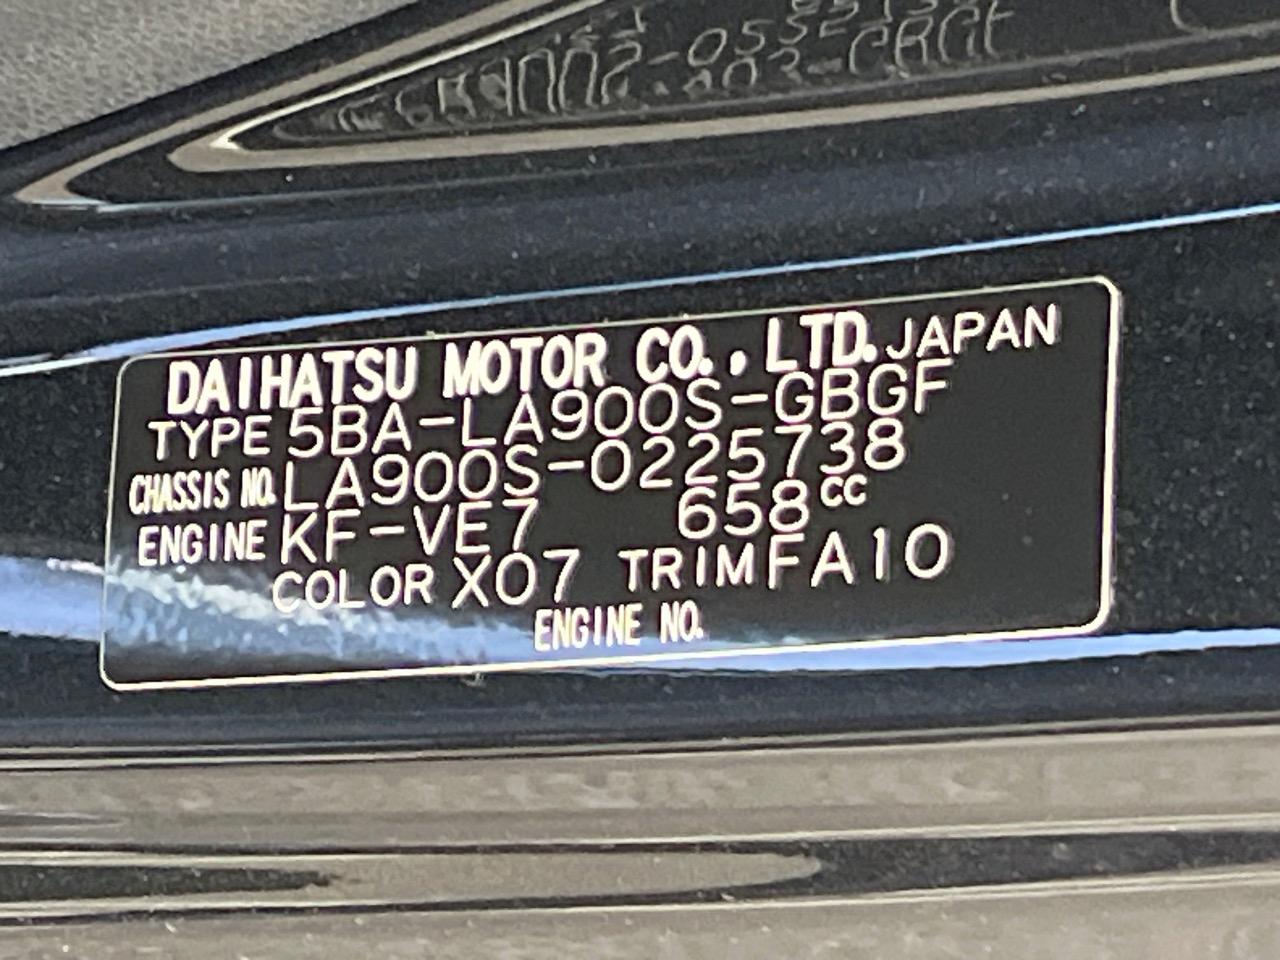 DAIHATSU MOTOR CO., LTD. JAPAN
TYPE 5BA-LA900S-GBGF
CHASSIS NO. LA900S-0225738
ENGINE KF-VE7 658cc
COLOR X07 TRIM FA10
ENGINE NO.